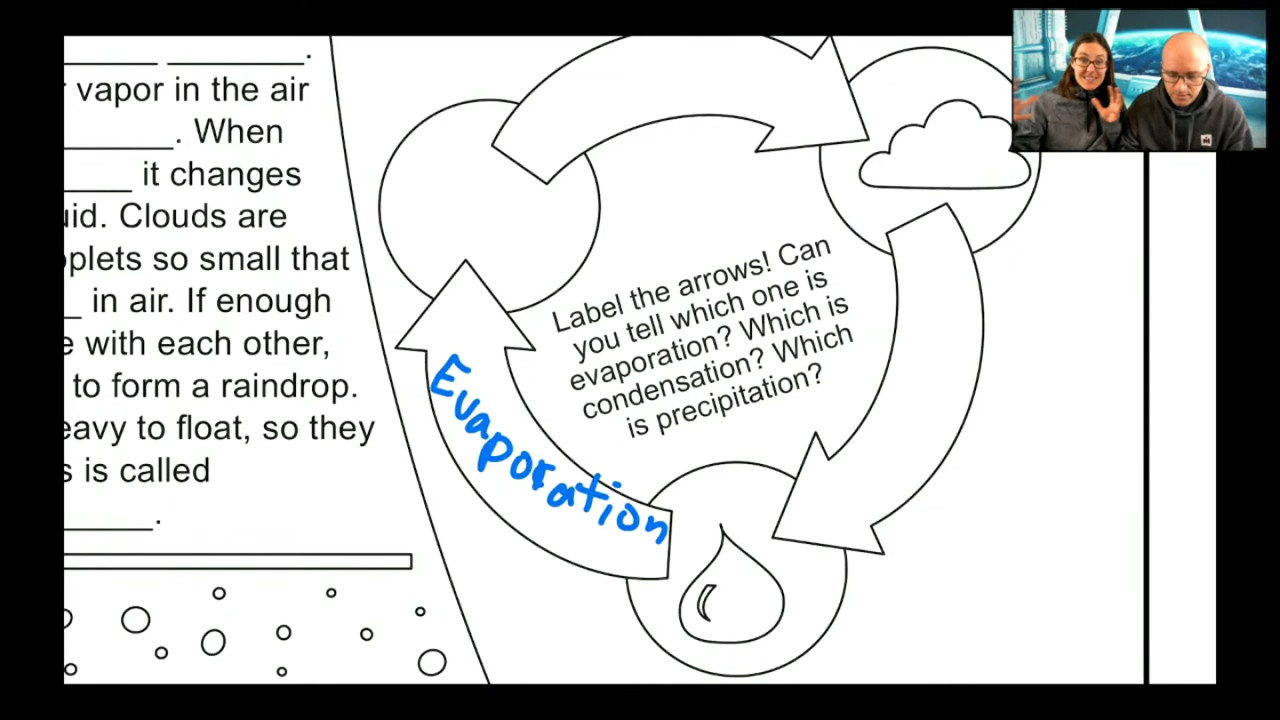 vapor in the air
. When
it changes
uid. Clouds are
plets so small that
in air. If enough
e with each other,
to form a raindrop.
eavy to float, so they
s is called
.
Label the arrows! Can
you tell which one is
evaporation? Which is
condensation? Which
is precipitation?
Evaporation